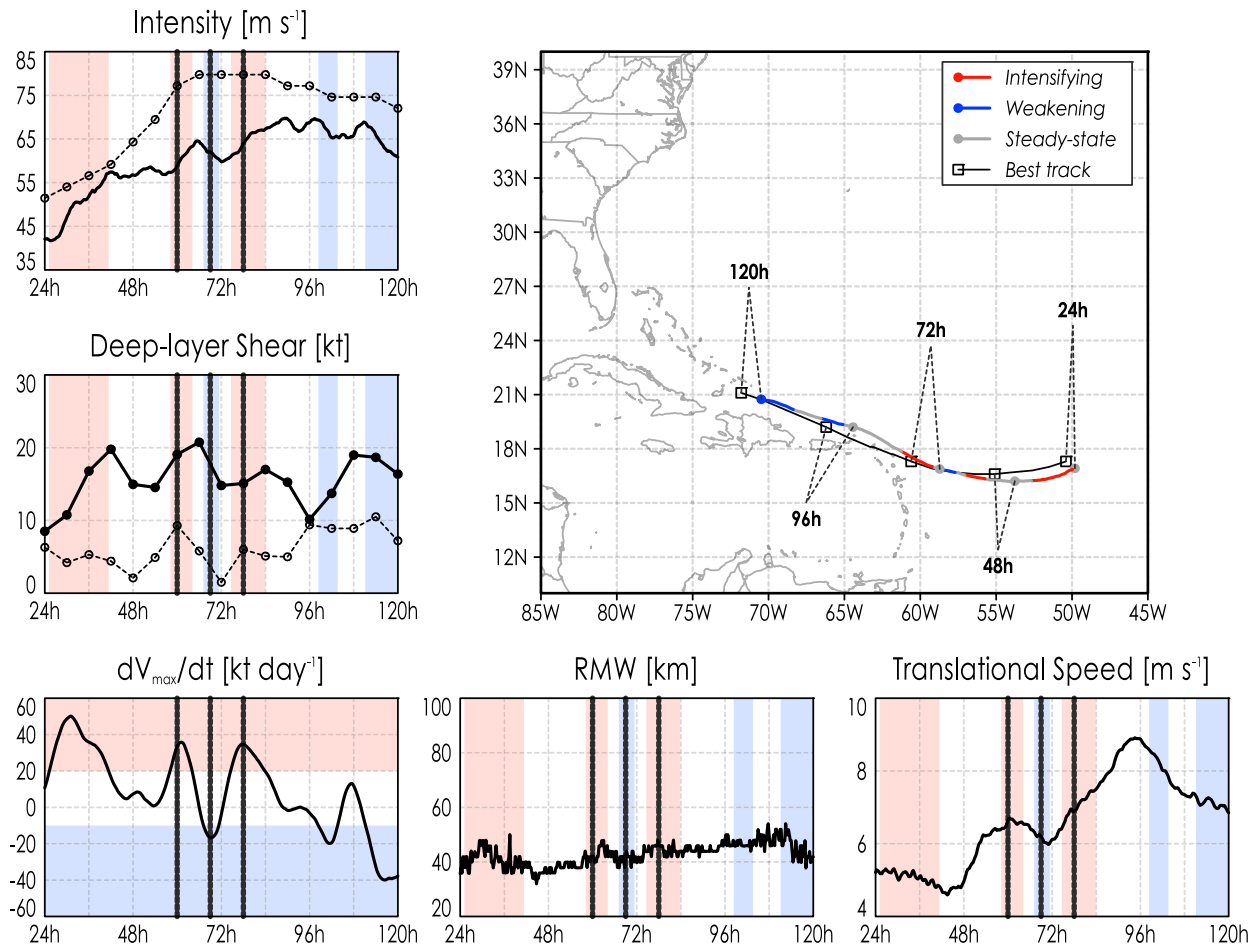 Intensity [m s⁻¹]
85
75
65
55
45
35
24h 48h 72h 96h 120h
Deep-layer Shear [kt]
30
20
10
0
24h 48h 72h 96h 120h
39N
36N
33N
30N
27N
24N
21N
18N
15N
12N
85W 80W 75W 70W 65W 60W 55W 50W 45W
Intensifying
Weakening
Steady-state
Best track
120h
72h
24h
96h
48h
dVmax/dt [kt day⁻¹]
60
40
20
0
-20
-40
-60
24h 48h 72h 96h 120h
RMW [km]
100
80
60
40
20
24h 48h 72h 96h 120h
Translational Speed [m s⁻¹]
10
8
6
4
24h 48h 72h 96h 120h